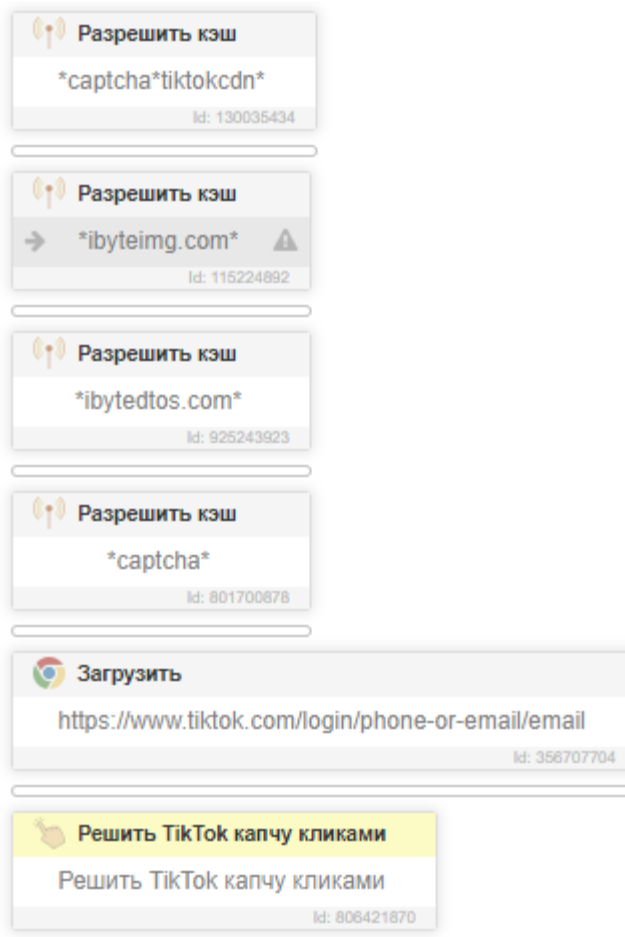 Разрешить кэш
*captcha*tiktokcdn*
Id: 130035434
Разрешить кэш
*ibyteimg.com*
Id: 115224892
Разрешить кэш
*ibytedtos.com*
Id: 925243923
Разрешить кэш
*captcha*
Id: 801700878
Загрузить
https://www.tiktok.com/login/phone-or-email/email
Id: 356707704
Решить TikTok капчу кликами
Решить TikTok капчу кликами
Id: 806421870